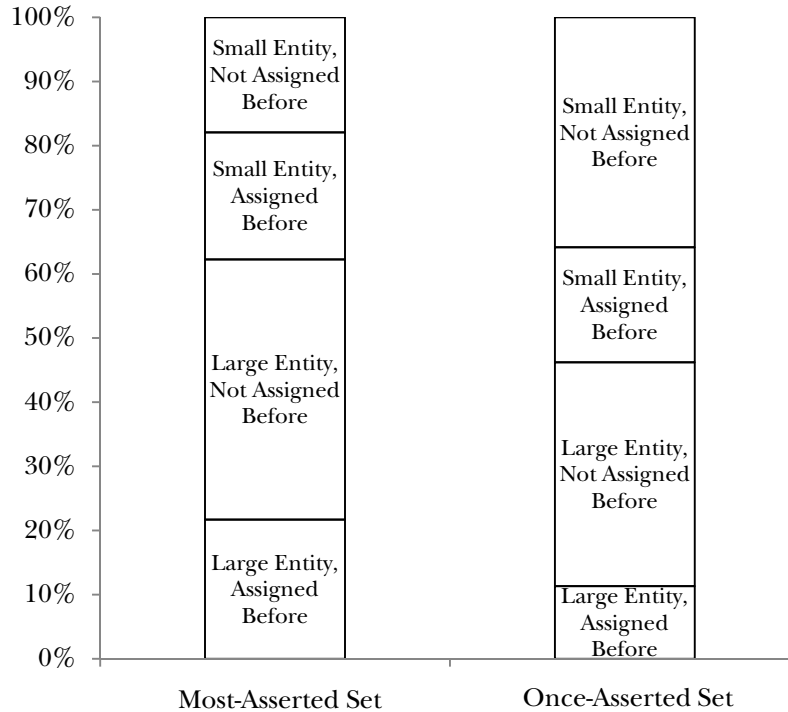 100%
90%
80%
70%
60%
50%
40%
30%
20%
10%
0%
Small Entity,
Not Assigned
Before
Small Entity,
Assigned
Before
Large Entity,
Not Assigned
Before
Large Entity,
Assigned
Before
Small Entity,
Not Assigned
Before
Small Entity,
Assigned
Before
Large Entity,
Not Assigned
Before
Large Entity,
Assigned
Before
Most-Asserted Set
Once-Asserted Set